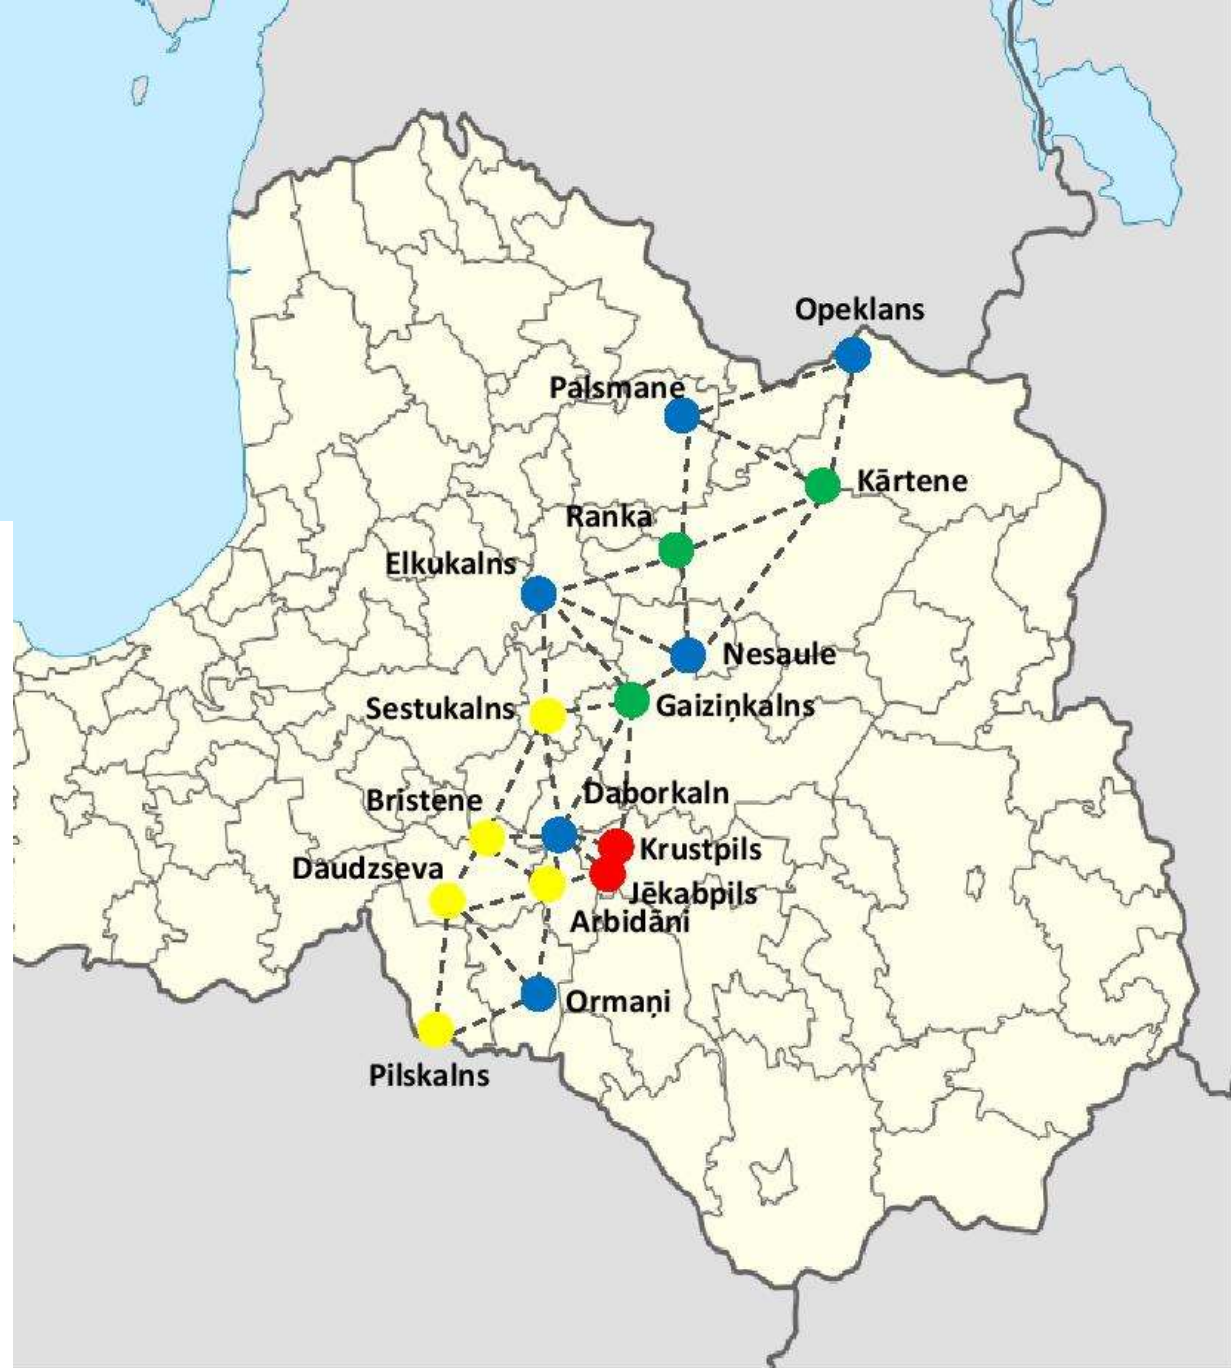 Opeklans
Palsmane
Kārtene
Ranka
Elkukalns
Nesaule
Sestukalns
Gaiziņkalns
Bristene
Daborkaln
Krustpils
Daudzseva
Jēkabpils
Arbidāni
Ormaņi
Pilskalns